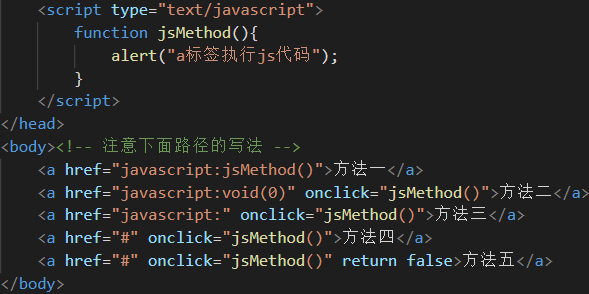 <script type="text/javascript">
function jsMethod(){
alert("a标签执行js代码");
}
</script>
</head>
<body><!-- 注意下面路径的写法 -->
<a href="javascript:jsMethod()">方法一</a>
<a href="javascript:void(0)" onclick="jsMethod()">方法二</a>
<a href="javascript:" onclick="jsMethod()">方法三</a>
<a href="#" onclick="jsMethod()">方法四</a>
<a href="#" onclick="jsMethod()" return false>方法五</a>
</body>